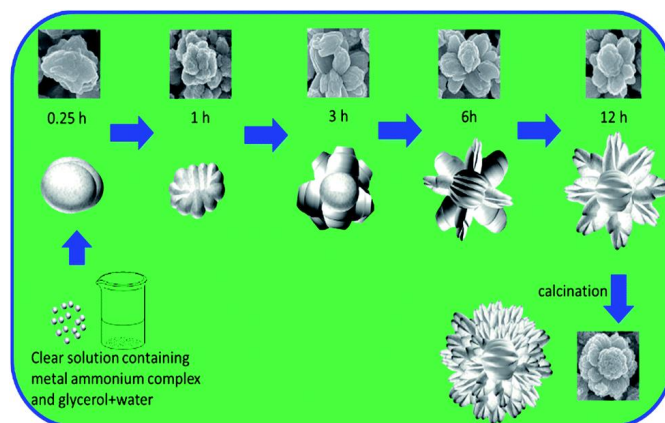 0.25 h
1 h
3 h
6h
12 h
calcination
Clear solution containing
metal ammonium complex
and glycerol+water